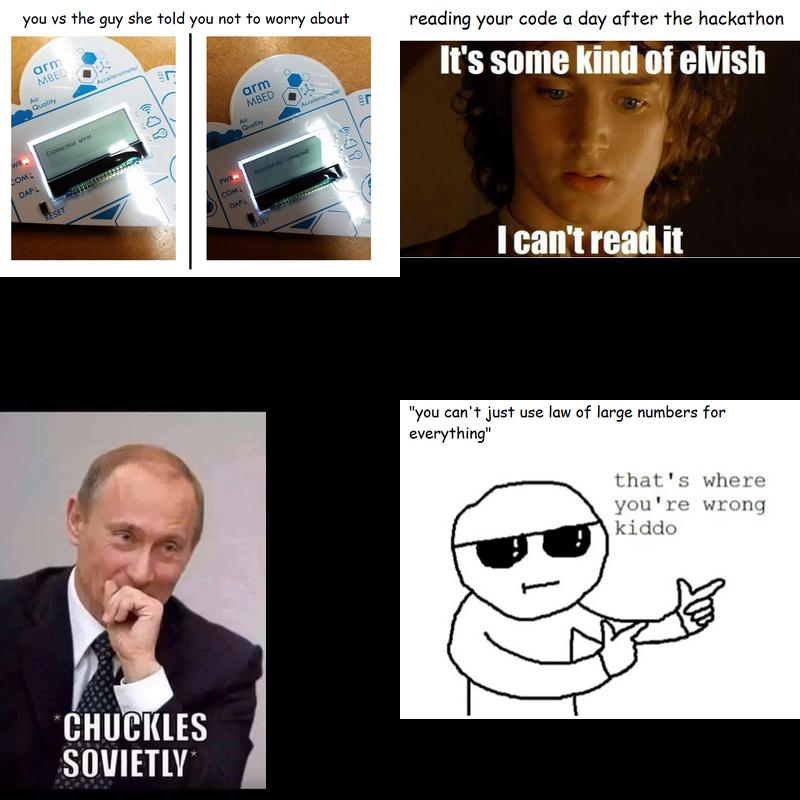 you vs the guy she told you not to worry about
arm
MBED
Accelerometer
Air
Quality
Connection error.
PWR
COM
DAP
RESET
arm
MBED
Accelerometer
Air
Quality
Successfully connected!
PWR
COM
DAP
RESET
reading your code a day after the hackathon
It's some kind of elvish
I can't read it
*CHUCKLES
SOVIETLY*
"you can't just use law of large numbers for
everything"
that's where
you're wrong
kiddo